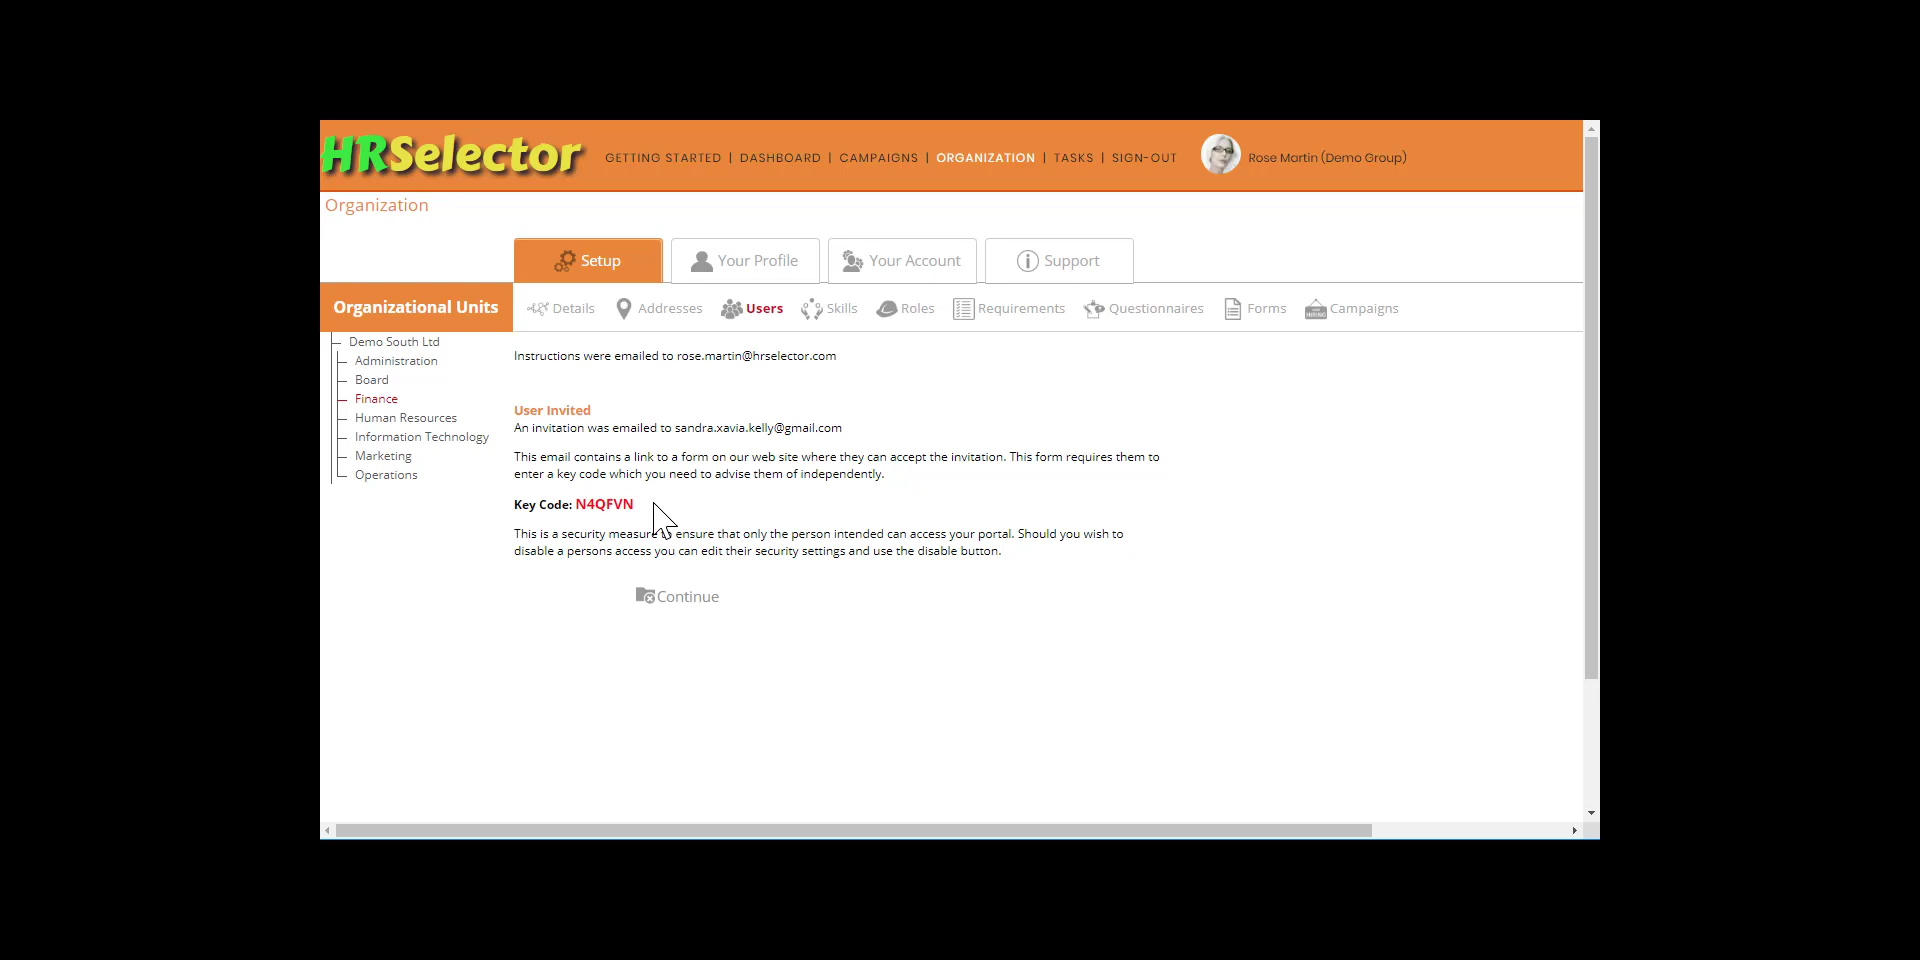 HRSelector GETTING STARTED | DASHBOARD | CAMPAIGNS | ORGANIZATION | TASKS | SIGN-OUT Rose Martin (Demo Group)
Organization
Setup Your Profile Your Account Support
Organizational Units Details Addresses Users Skills Roles Requirements Questionnaires Forms Campaigns
Demo South Ltd
Administration
Board
Finance
Human Resources
Information Technology
Marketing
Operations
Instructions were emailed to rose.martin@hrselector.com
User Invited
An invitation was emailed to sandra.xavia.kelly@gmail.com
This email contains a link to a form on our web site where they can accept the invitation. This form requires them to
enter a key code which you need to advise them of independently.
Key Code: N4QFVN
This is a security measure to ensure that only the person intended can access your portal. Should you wish to
disable a persons access you can edit their security settings and use the disable button.
Continue